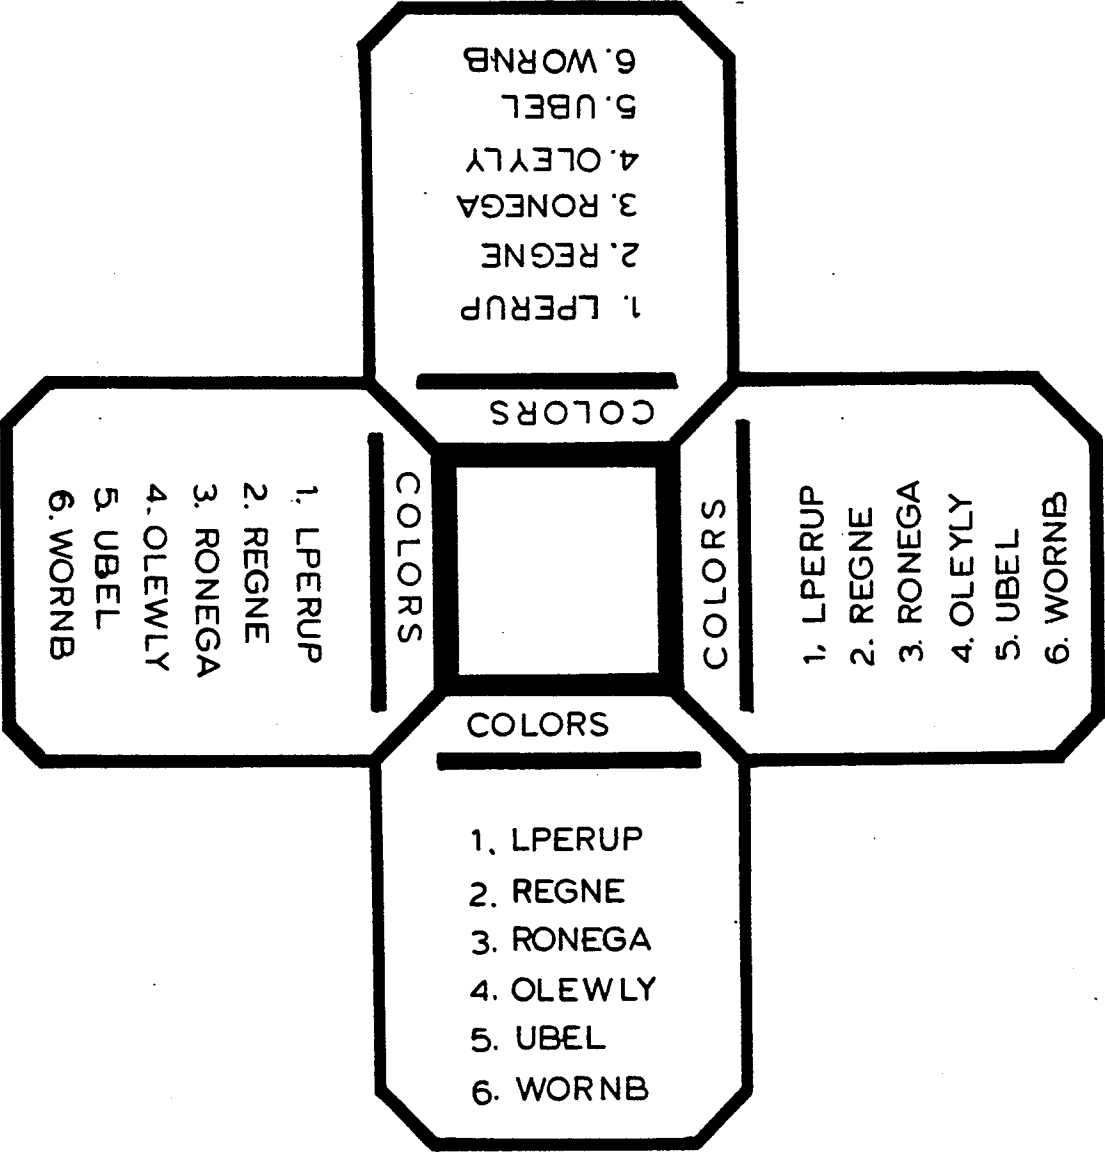 6. WORNB
5. UBEL
4. OLEYLY
3. RONEGA
2. REGNE
1. LPERUP
COLORS
COLORS
1. LPERUP
2. REGNE
3. RONEGA
4. OLEWLY
5. UBEL
6. WORNB
COLORS
1. LPERUP
2. REGNE
3. RONEGA
4. OLEYLY
5. UBEL
6. WORNB
COLORS
1. LPERUP
2. REGNE
3. RONEGA
4. OLEWLY
5. UBEL
6. WORNB